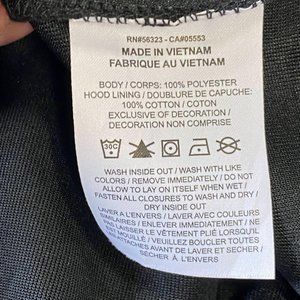 RN#56323 - CA#05553
MADE IN VIETNAM
FABRIQUE AU VIETNAM
BODY / CORPS: 100% POLYESTER
HOOD LINING / DOUBLURE DE CAPUCHE:
100% COTTON / COTON
EXCLUSIVE OF DECORATION /
DECORATION NON COMPRISE
30C
WASH INSIDE OUT / WASH WITH LIKE
COLORS / REMOVE IMMEDIATELY / DO NOT
ALLOW TO LAY ON ITSELF WHEN WET /
FASTEN ALL CLOSURES TO WASH AND DRY /
DRY INSIDE OUT
LAVER A L'ENVERS / LAVER AVEC COULEURS
SIMILAIRES / ENLEVER IMMEDIATEMENT / NE
PAS LAISSER LE VÊTEMENT PLIÉ LORSQU'IL
EST MOUILLÉ / VEUILLEZ BOUCLER TOUTES
ATTACHES AVANT DE LAVER ET SECHER /
SÉCHER À L'ENVERS